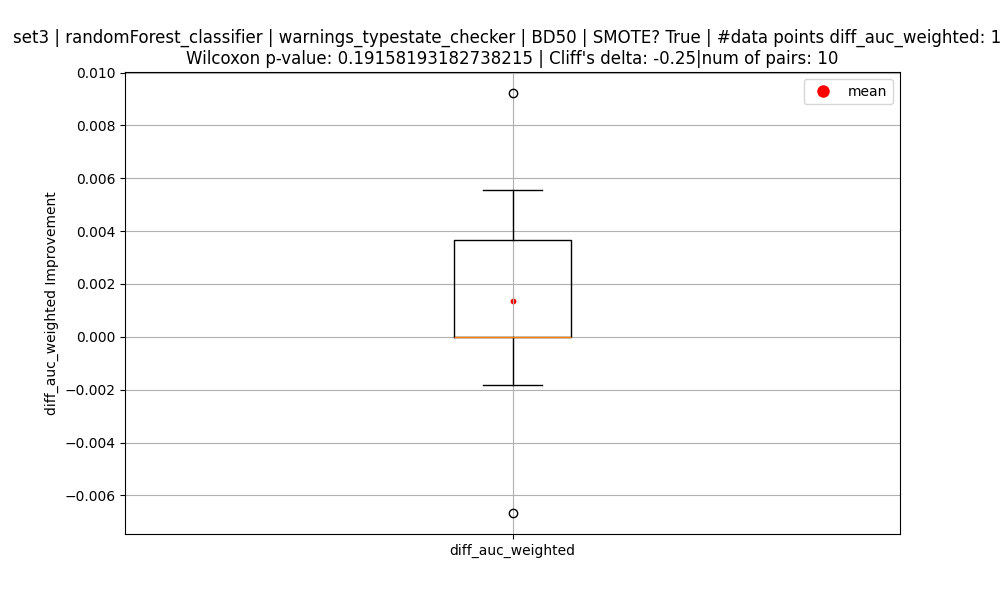 set3 | randomForest_classifier | warnings_typestate_checker | BD50 | SMOTE? True | #data points diff_auc_weighted: 1
Wilcoxon p-value: 0.19158193182738215 | Cliff's delta: -0.25|num of pairs: 10
0.010
mean
0.008
0.006
0.004
0.002
0.000
−0.002
−0.004
−0.006
diff_auc_weighted Improvement
diff_auc_weighted